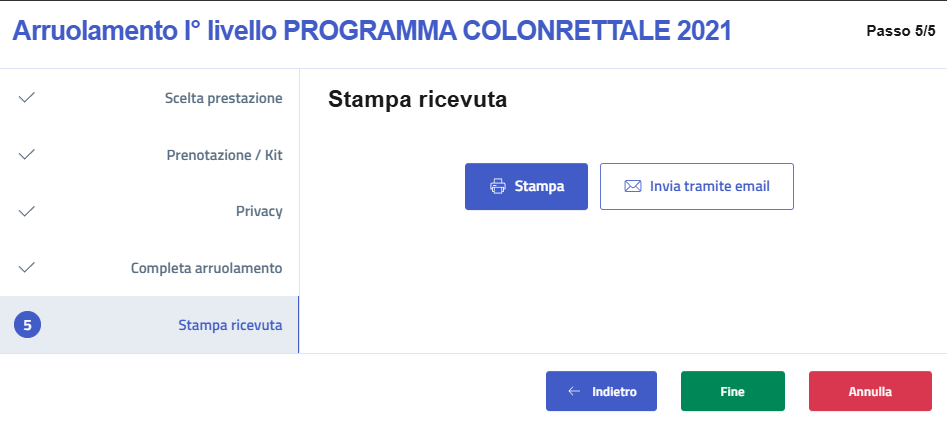 Arruolamento I° livello PROGRAMMA COLONRETTALE 2021
Passo 5/5
Scelta prestazione
Prenotazione / Kit
Privacy
Completa arruolamento
5 Stampa ricevuta
Stampa ricevuta
Stampa
Invia tramite email
Indietro
Fine
Annulla